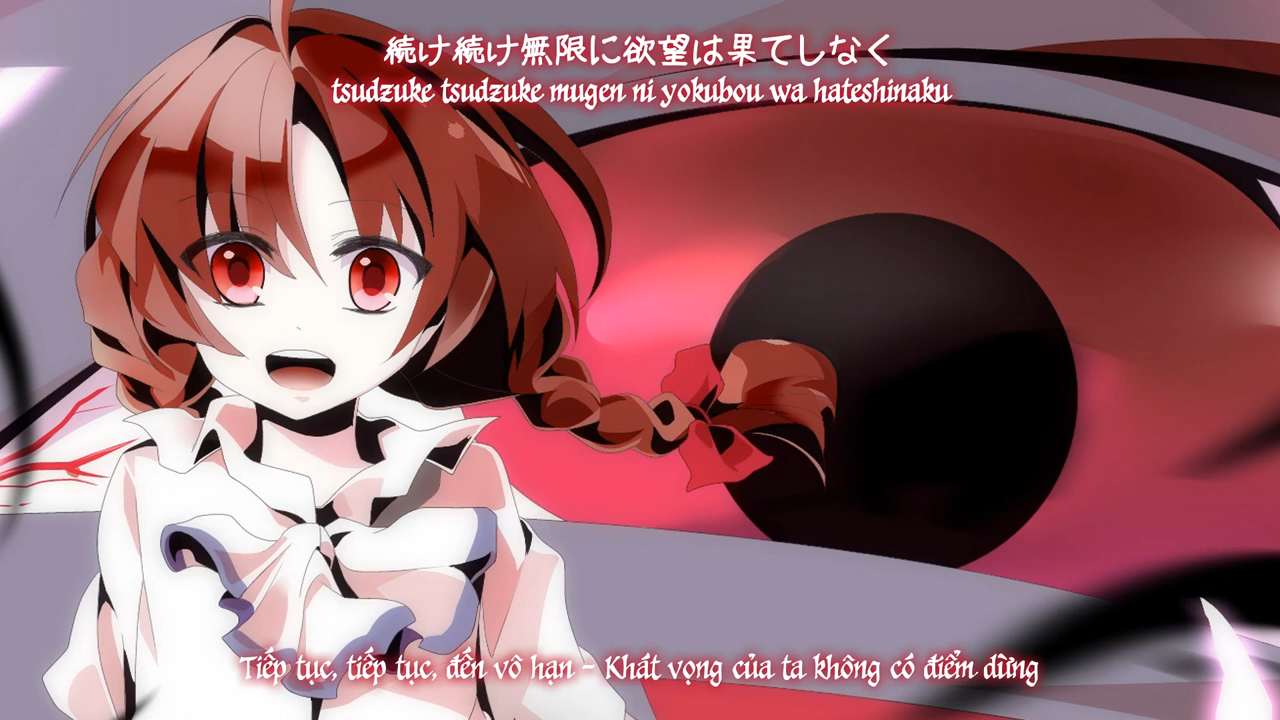 続け続け無限に欲望は果てしなく
tsudzuke tsudzuke mugen ni yokubou wa hateshinaku
Tiếp tục, tiếp tục, đến vô hạn - Khát vọng của ta không có điểm dừng